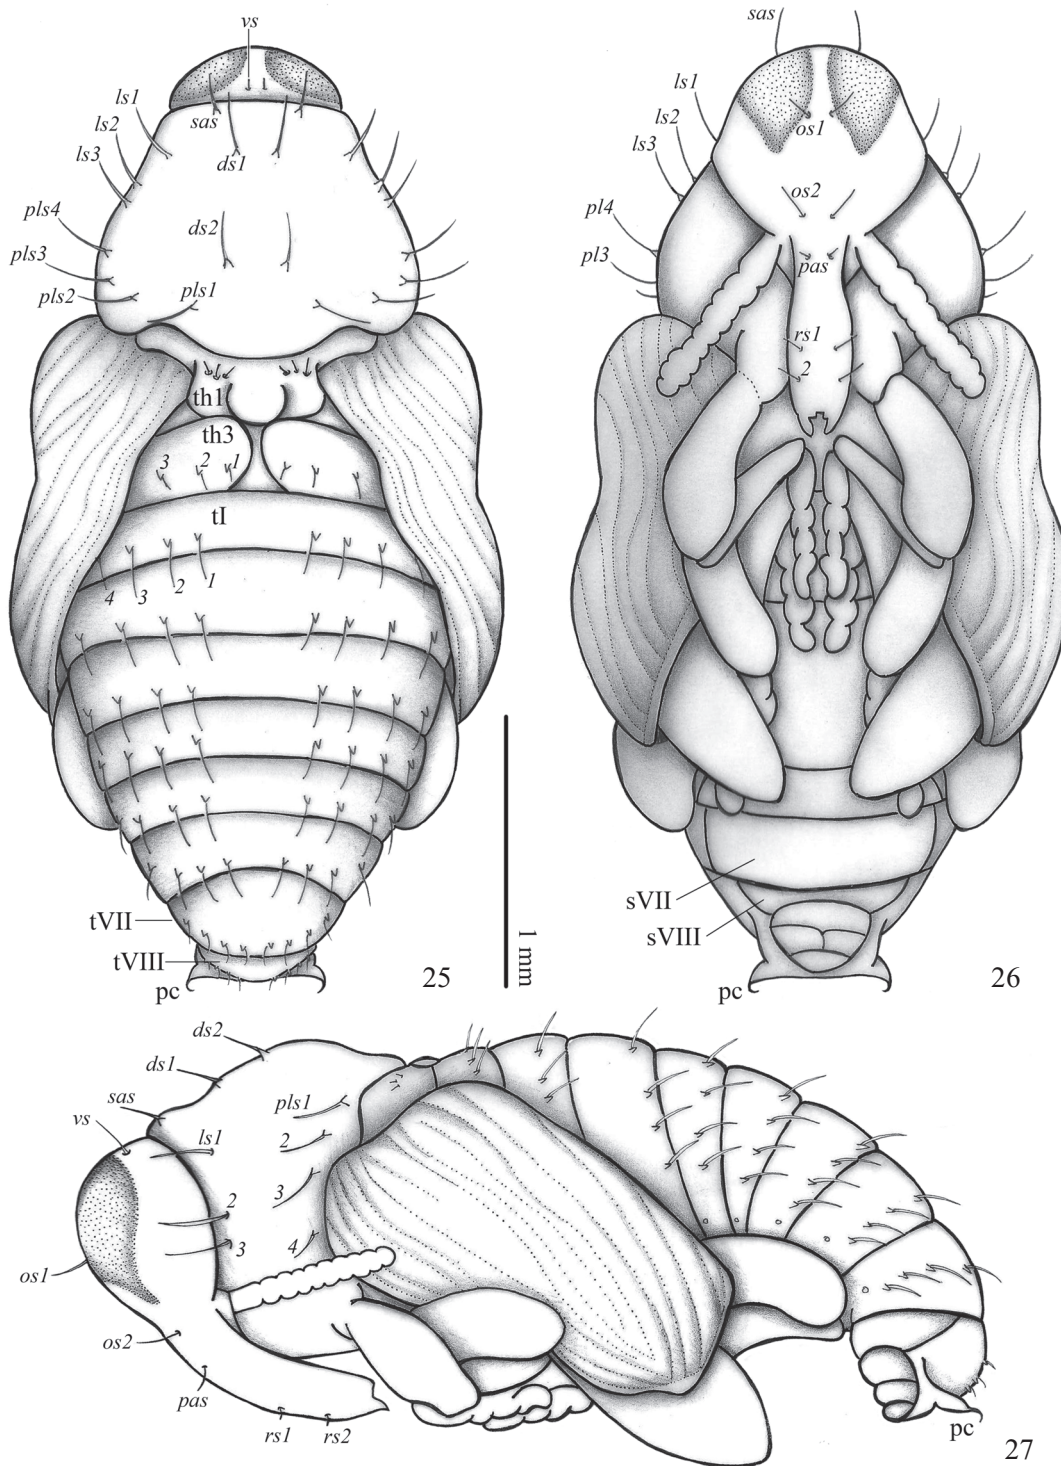 vs
sas
ls1
ls2
ls3
sas
ds1
pls4
pls3
pls2
ds2
pls1
th1
th3
3 2 1
tI
4 3 2 1
tVII
tVIII
pc
25
1 mm
sas
ls1
ls2
ls3
os1
os2
pl4
pl3
pas
rs1
2
sVII
sVIII
pc
26
ds2
ds1
sas
vs
ls1
pls1
2
3
4
2
3
os1
os2
pas
rs1
rs2
pc
27